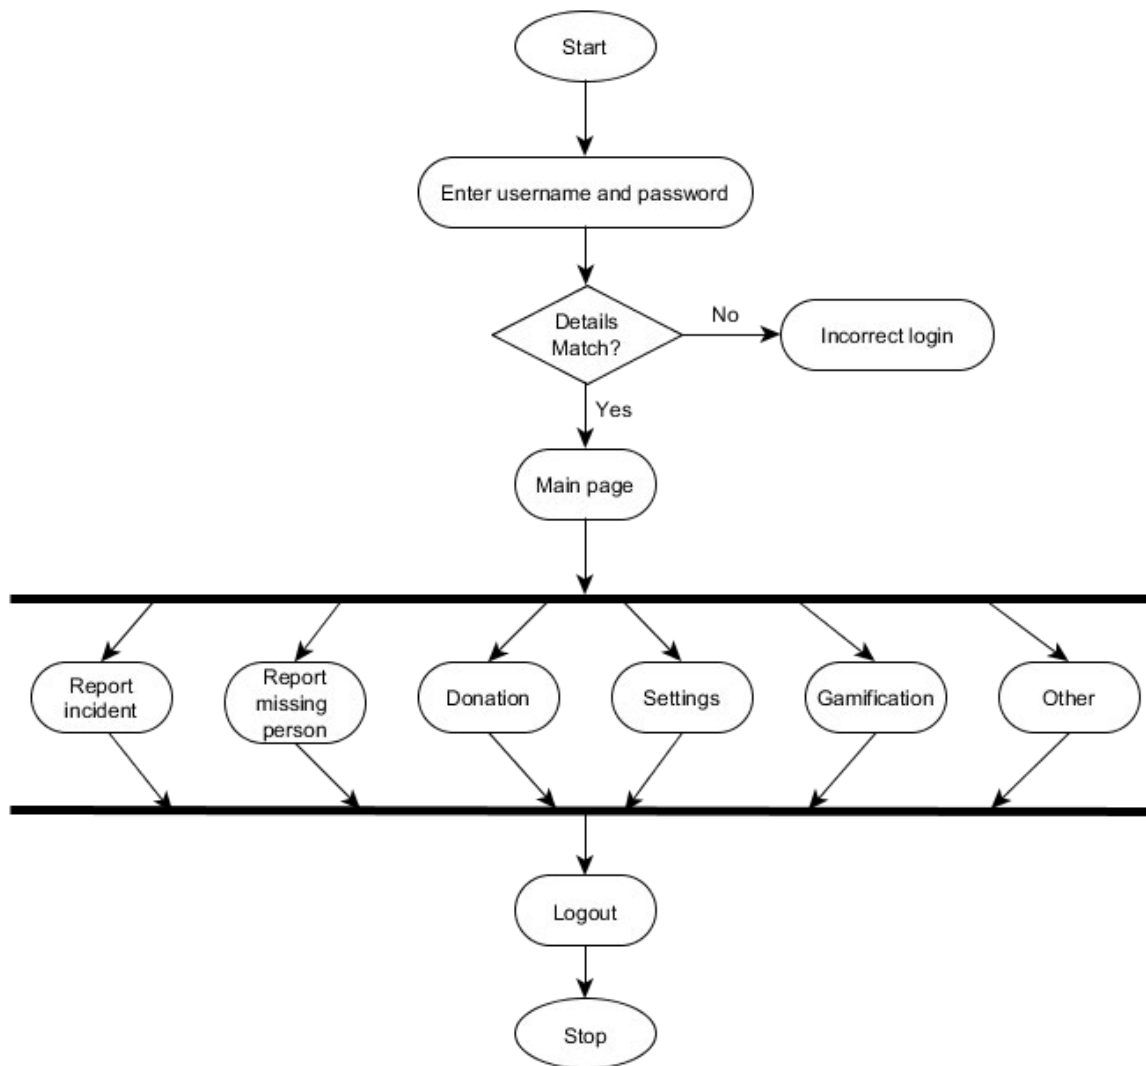 Start
Enter username and password
Details
Match?
No
Incorrect login
Yes
Main page
Report
incident
Report
missing
person
Donation
Settings
Gamification
Other
Logout
Stop